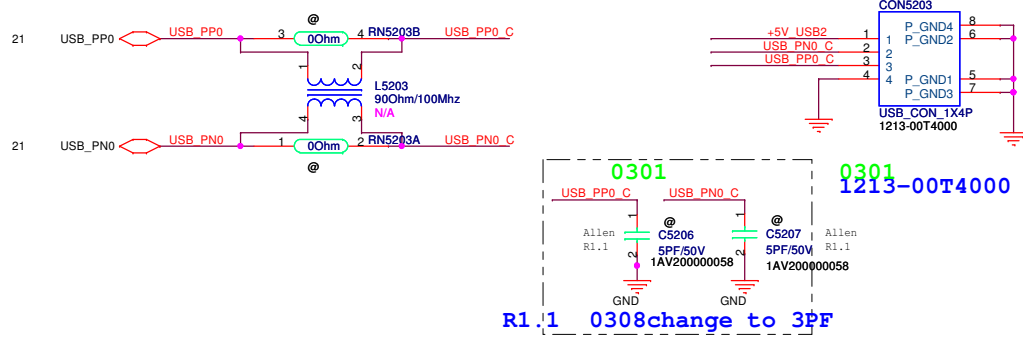 @
21 USB_PP0 USB_PP0 3 0Ohm 4 RN5203B USB_PP0_C
1 2
L5203
90Ohm/100Mhz
N/A
4 3
21 USB_PN0 USB_PN0 1 0Ohm 2 RN5203A USB_PN0_C
@
CON5203
+5V_USB2 1 1 P_GND4 8
USB_PN0_C 2 2 P_GND2 6
USB_PP0_C 3 3
4 4 P_GND1 5
P_GND3 7
USB_CON_1X4P
1213-00T4000
0301
1213-00T4000
0301
USB_PP0_C USB_PN0_C
Allen
R1.1
1 @
C5206
5PF/50V
2
1AV200000058
GND
1 @
C5207
5PF/50V
2
1AV200000058
GND
Allen
R1.1
R1.1 0308change to 3PF